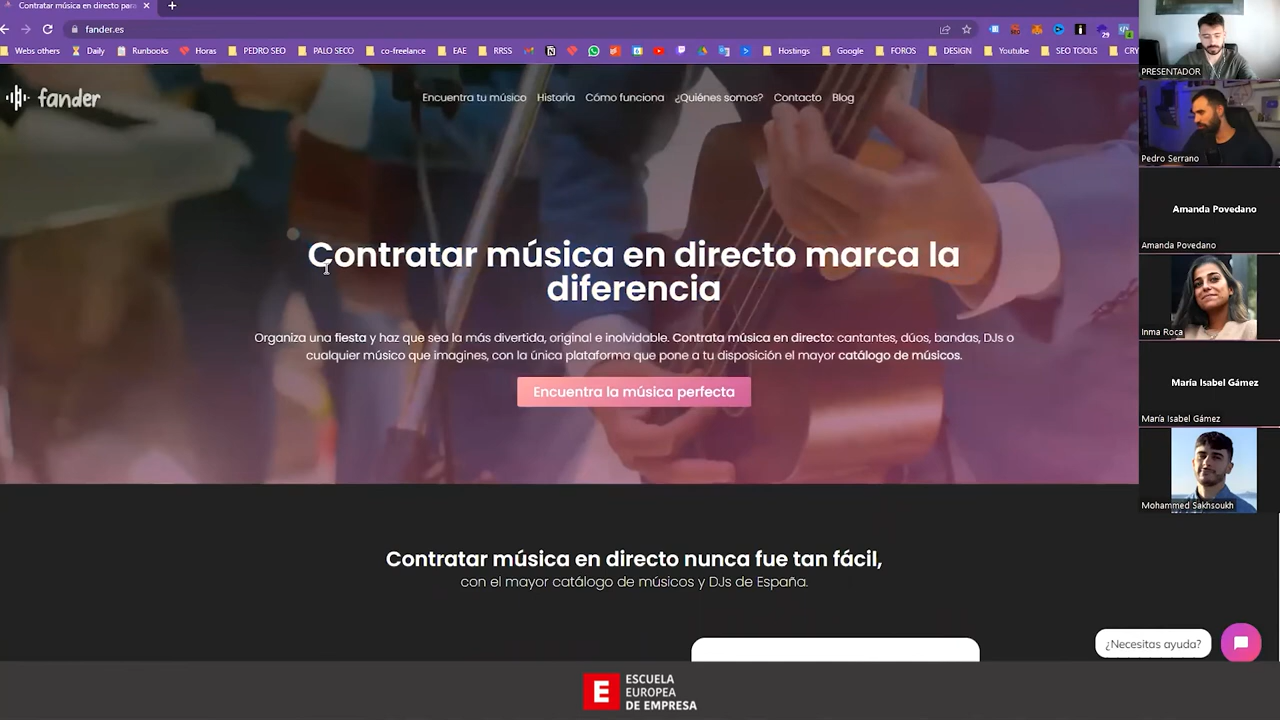 Contratar música en directo para
fander.es
Webs others
Daily
Runbooks
Horas
PEDRO SEO
PALO SECO
co-freelance
EAE
RRSS
Hostings
Google
FOROS
DESIGN
Youtube
SEO TOOLS
CRY
29
fander
Encuentra tu músico
Historia
Cómo funciona
¿Quiénes somos?
Contacto
Blog
Contratar música en directo marca la
diferencia
Organiza una fiesta y haz que sea la más divertida, original e inolvidable. Contrata música en directo: cantantes, dúos, bandas, DJs o
cualquier músico que imagines, con la única plataforma que pone a tu disposición el mayor catálogo de músicos.
Encuentra la música perfecta
Contratar música en directo nunca fue tan fácil,
con el mayor catálogo de músicos y DJs de España.
¿Necesitas ayuda?
PRESENTADOR
Pedro Serrano
Amanda Povedano
Amanda Povedano
Inma Roca
María Isabel Gámez
María Isabel Gámez
Mohammed Sakhsoukh
E
ESCUELA
EUROPEA
DE EMPRESA